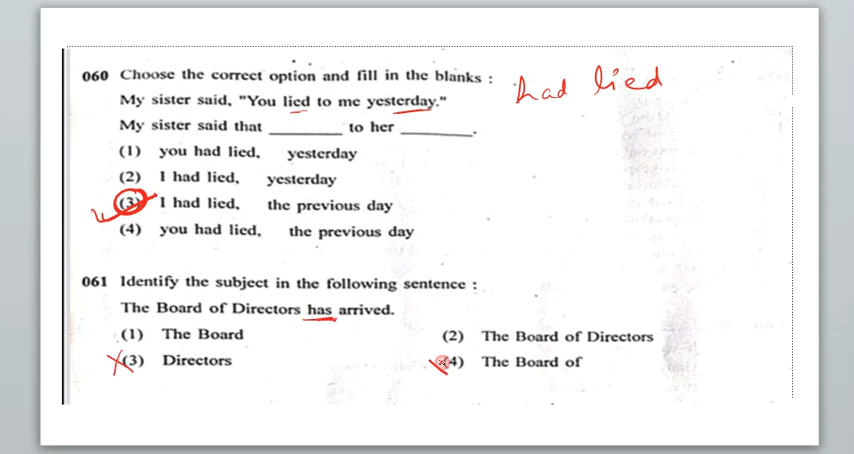 060 Choose the correct option and fill in the blanks :
had lied
My sister said, "You lied to me yesterday."
My sister said that ________ to her ________.
(1) you had lied, yesterday
(2) I had lied, yesterday
(3) I had lied, the previous day
(4) you had lied, the previous day
061 Identify the subject in the following sentence :
The Board of Directors has arrived.
(1) The Board
(2) The Board of Directors
(3) Directors
(4) The Board of